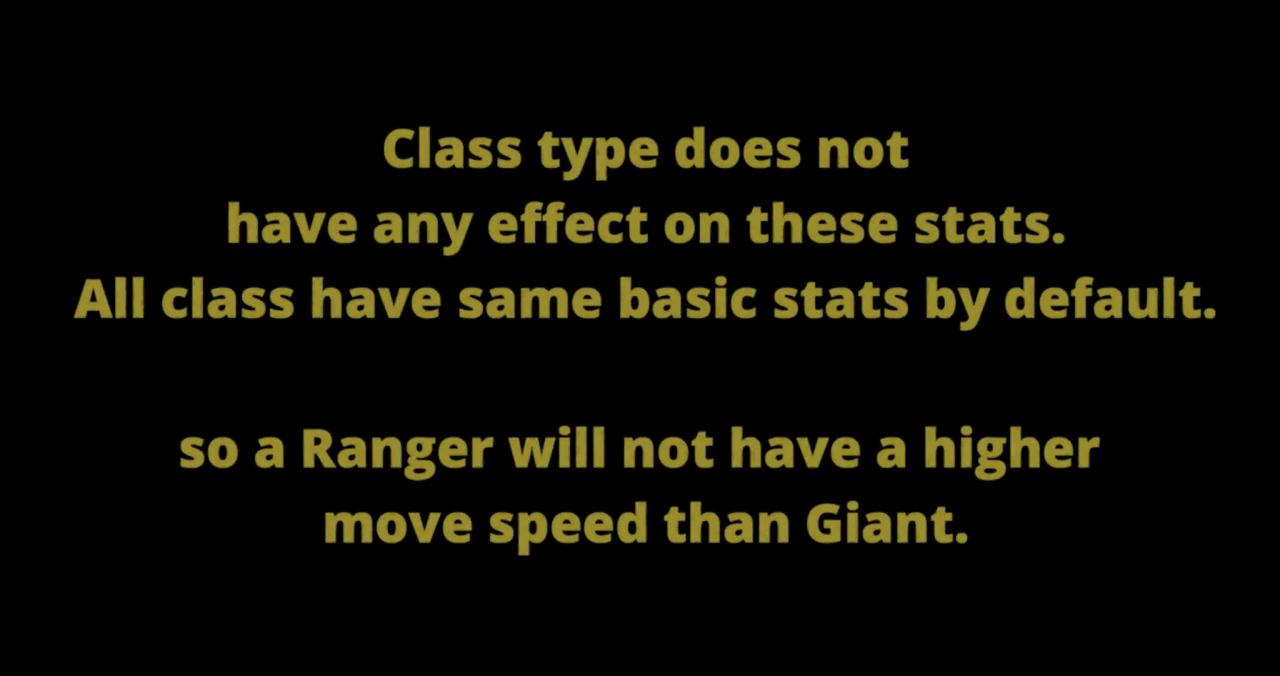 Class type does not
have any effect on these stats.
All class have same basic stats by default.
so a Ranger will not have a higher
move speed than Giant.